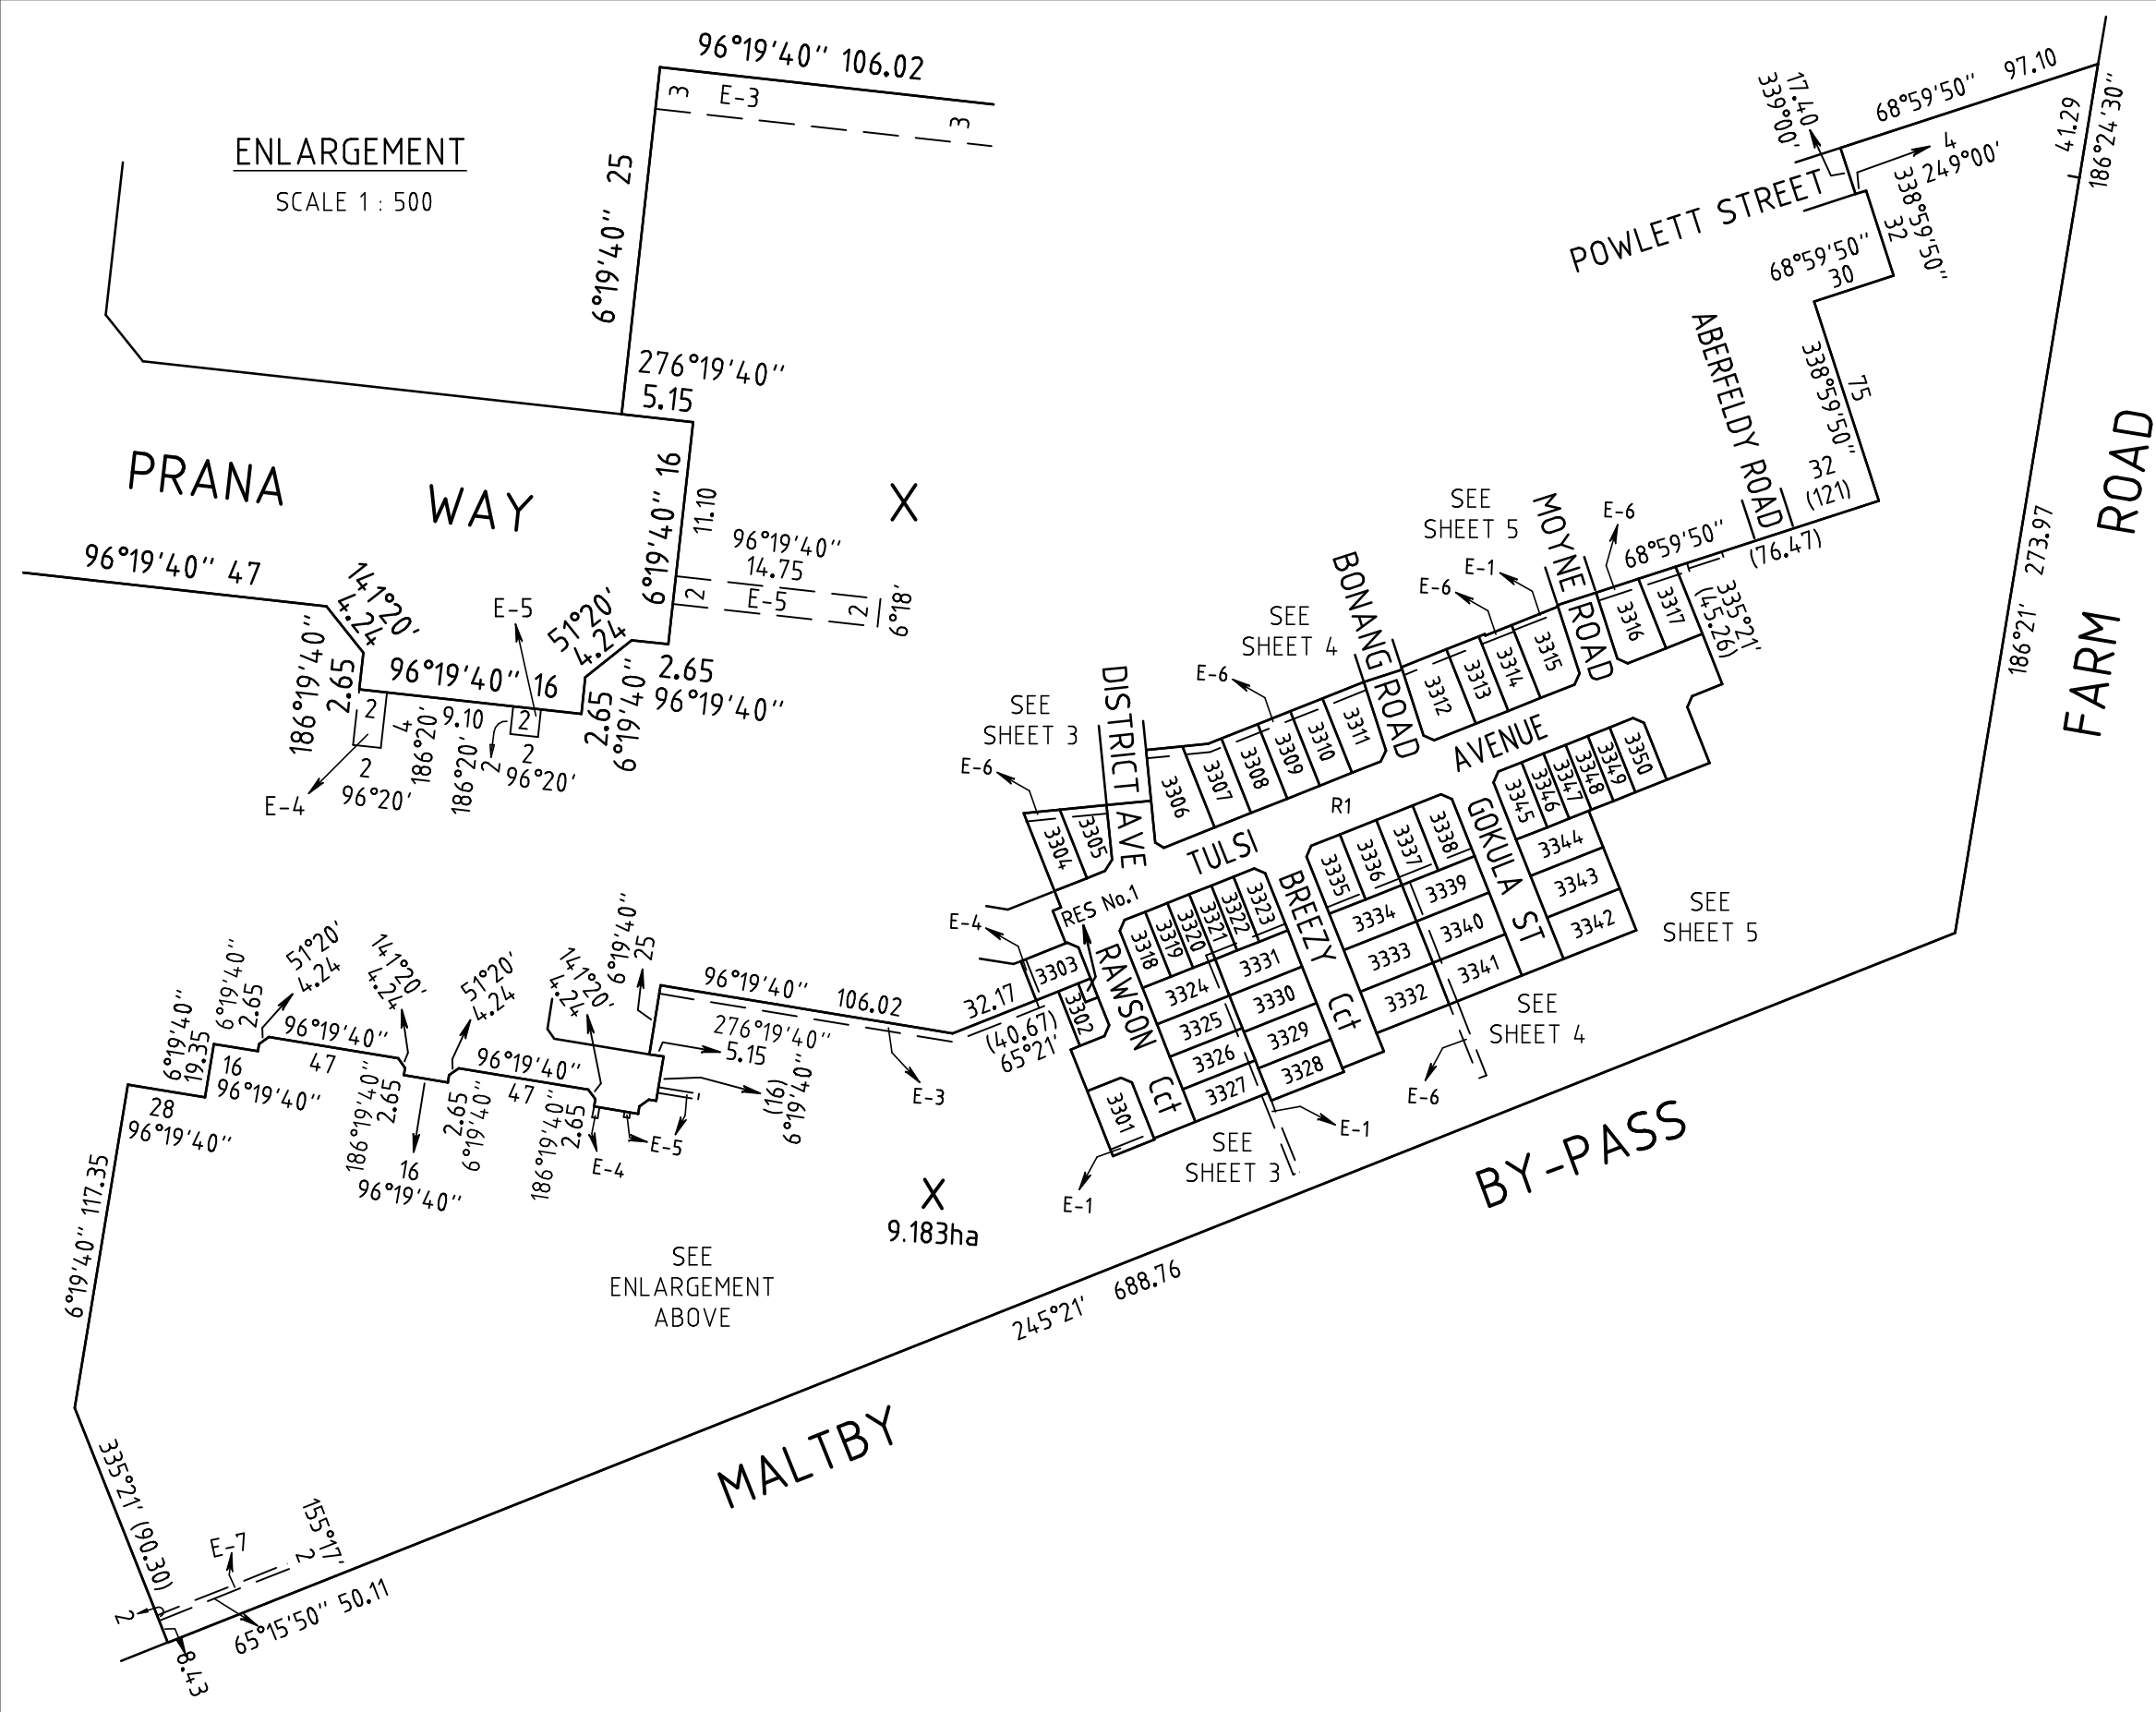 ENLARGEMENT
SCALE 1 : 500
96°19'40" 106.02
3
E-3
3
6°19'40" 25
276°19'40"
5.15
PRANA WAY
X
6°19'40" 16
11.10
96°19'40"
14.75
2
E-5
2
6°18'
96°19'40" 47
141°20'
4.24
186°19'40"
2.65
96°19'40" 16
E-5
51°20'
4.24
2.65
96°19'40"
2.65
6°19'40"
2
4
186°20'
9.10
2
96°20'
E-4
186°20'
2
2
2
96°20'
17.40
339°00'
68°59'50" 97.10
41.29
186°24'30"
4
249°00'
POWLETT STREET
338°59'50"
32
68°59'50"
30
ABERFELDY ROAD
338°59'50"
75
32
(121)
FARM ROAD
186°21' 273.97
SEE
SHEET 5
MOYNE ROAD
E-6
68°59'50"
(76.47)
E-1
E-6
BONANG ROAD
SEE
SHEET 4
E-6
335°21'
(45.26)
3317
3316
3315
3314
3313
3312
3311
3310
3309
3308
3307
3306
SEE
SHEET 3
DISTRICT AVE
E-6
3304
3305
TULSI AVENUE
R1
RES No.1
E-4
3303
3302
3301
RAWSON Cct
3318
3319
3320
3321
3322
3323
3324
3325
3326
3327
3331
3330
3329
3328
BREEZY Cct
3335
3336
3337
3338
3334
3333
3332
3339
3340
3341
GOKULA ST
3345
3346
3347
3348
3349
3350
3344
3343
3342
SEE
SHEET 5
SEE
SHEET 4
E-6
E-1
SEE
SHEET 3
E-1
32.17
(40.67)
65°21'
96°19'40" 106.02
E-3
276°19'40"
5.15
(16)
6°19'40"
6°19'40"
25
141°20'
4.24
E-5
E-4
186°19'40"
2.65
96°19'40"
47
51°20'
4.24
2.65
6°19'40"
16
96°19'40"
141°20'
4.24
186°19'40"
2.65
96°19'40"
47
51°20'
4.24
6°19'40"
2.65
16
96°19'40"
6°19'40"
19.35
28
96°19'40"
6°19'40" 117.35
SEE
ENLARGEMENT
ABOVE
X
9.183ha
MALTBY BY-PASS
245°21' 688.76
335°21' (90.30)
E-7
155°17'
2
2
65°15'50" 50.11
8.43